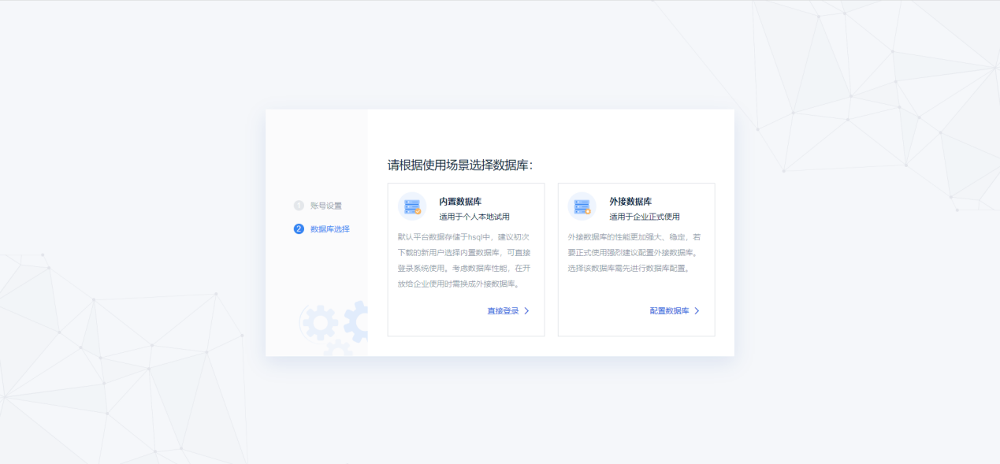 请根据使用场景选择数据库：
1 账号设置
2 数据库选择
内置数据库
适用于个人本地试用
默认平台数据存储于hsql中，建议初次
下载的新用户选择内置数据库，可直接
登录系统使用。考虑数据库性能，在开
放给企业使用时需换成外接数据库。
直接登录
外接数据库
适用于企业正式使用
外接数据库的性能更加强大、稳定，若
要正式使用强烈建议配置外接数据库。
选择该数据库需先进行数据库配置。
配置数据库